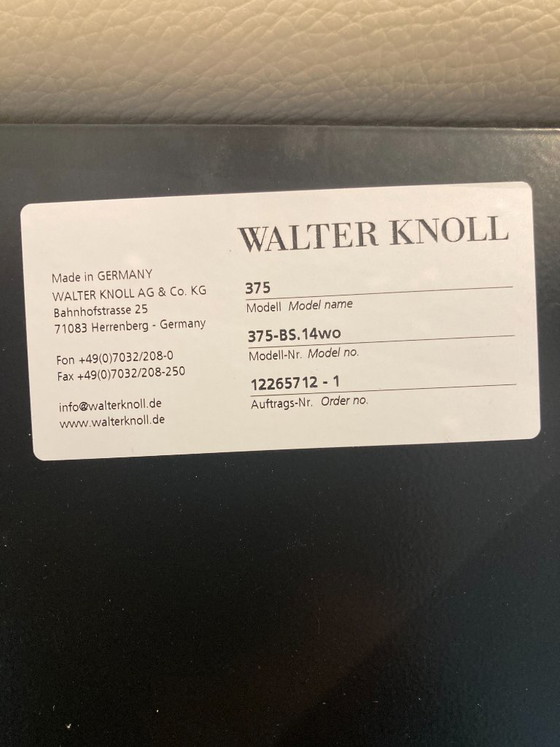 WALTER KNOLL
Made in GERMANY
WALTER KNOLL AG & Co. KG
Bahnhofstrasse 25
71083 Herrenberg - Germany
Fon +49(0)7032/208-0
Fax +49(0)7032/208-250
info@walterknoll.de
www.walterknoll.de
375
Modell Model name
375-BS.14wo
Modell-Nr. Model no.
12265712 - 1
Auftrags-Nr. Order no.